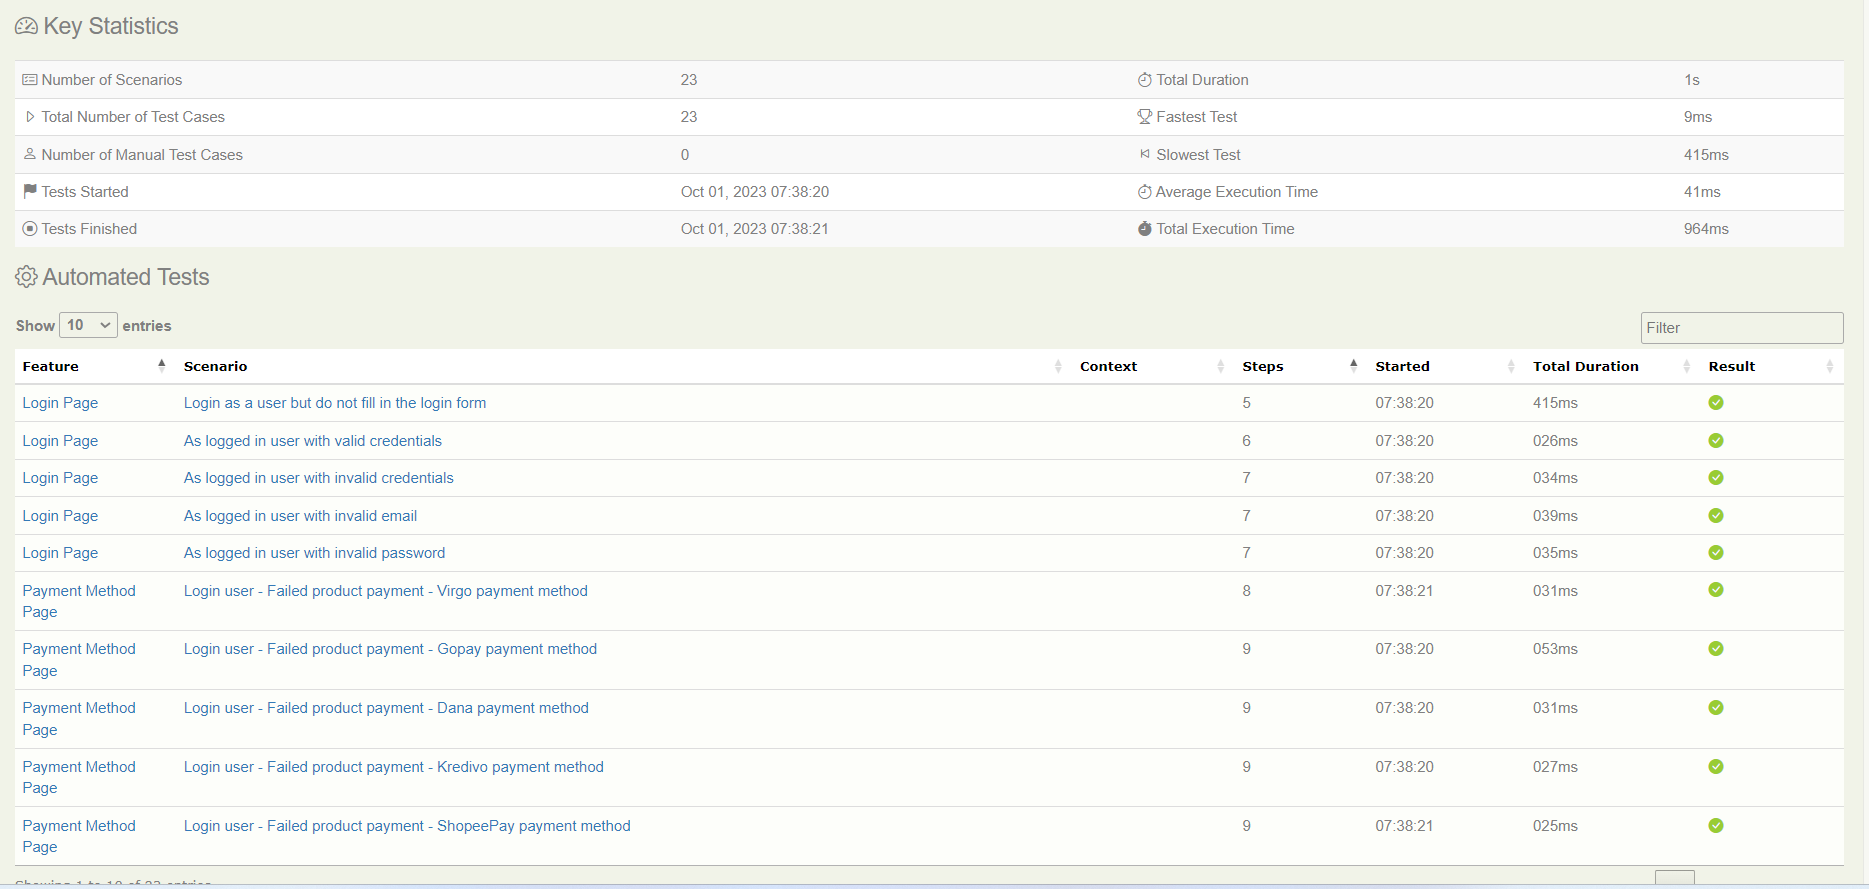 Key Statistics
Number of Scenarios 23 Total Duration 1s
Total Number of Test Cases 23 Fastest Test 9ms
Number of Manual Test Cases 0 Slowest Test 415ms
Tests Started Oct 01, 2023 07:38:20 Average Execution Time 41ms
Tests Finished Oct 01, 2023 07:38:21 Total Execution Time 964ms
Automated Tests
Show 10 entries Filter
Feature Scenario Context Steps Started Total Duration Result
Login Page Login as a user but do not fill in the login form 5 07:38:20 415ms
Login Page As logged in user with valid credentials 6 07:38:20 026ms
Login Page As logged in user with invalid credentials 7 07:38:20 034ms
Login Page As logged in user with invalid email 7 07:38:20 039ms
Login Page As logged in user with invalid password 7 07:38:20 035ms
Payment Method Login user - Failed product payment - Virgo payment method 8 07:38:21 031ms
Page
Payment Method Login user - Failed product payment - Gopay payment method 9 07:38:20 053ms
Page
Payment Method Login user - Failed product payment - Dana payment method 9 07:38:20 031ms
Page
Payment Method Login user - Failed product payment - Kredivo payment method 9 07:38:20 027ms
Page
Payment Method Login user - Failed product payment - ShopeePay payment method 9 07:38:21 025ms
Page
Showing 1 to 10 of 23 entries